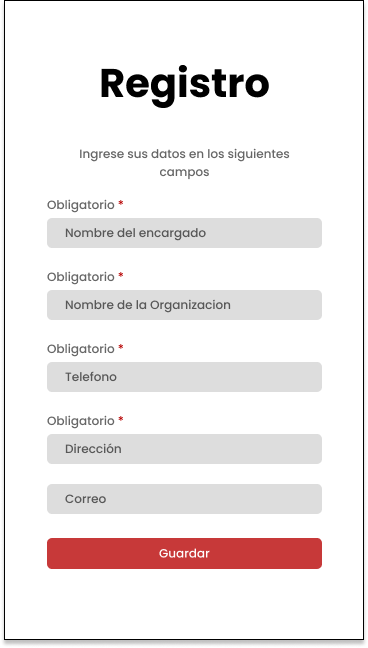 Registro
Ingrese sus datos en los siguientes
campos
Obligatorio *
Nombre del encargado
Obligatorio *
Nombre de la Organizacion
Obligatorio *
Telefono
Obligatorio *
Dirección
Correo
Guardar